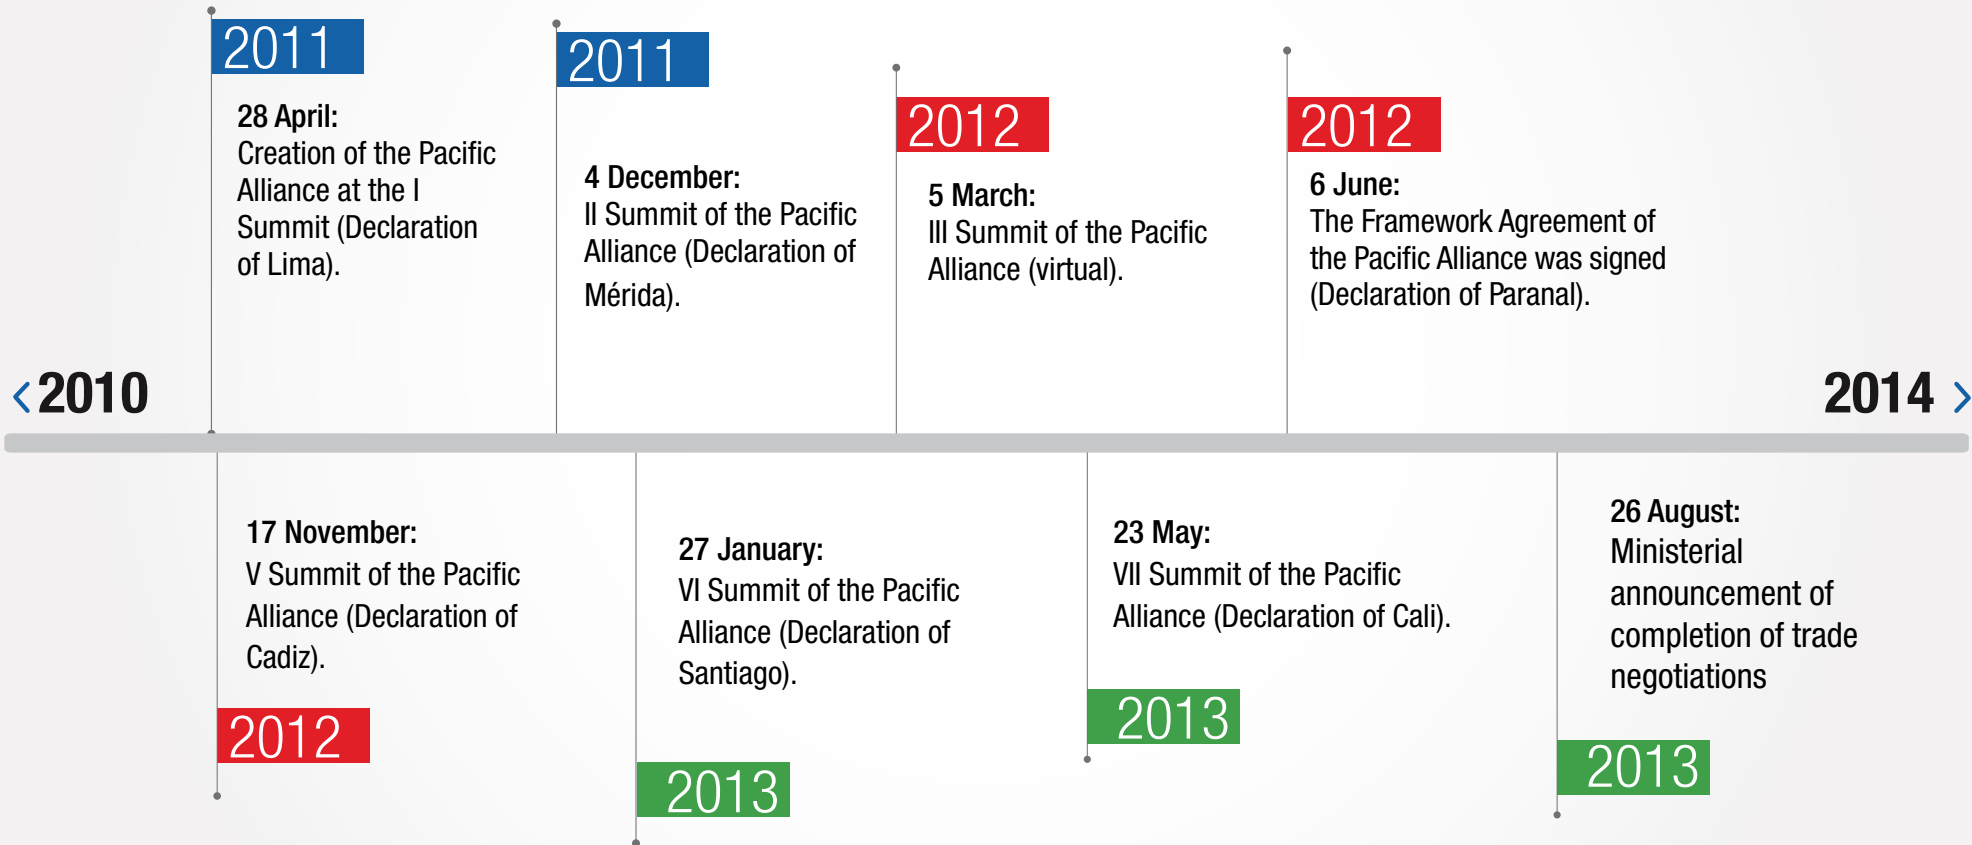 2011
28 April:
Creation of the Pacific
Alliance at the I
Summit (Declaration
of Lima).
2011
4 December:
II Summit of the Pacific
Alliance (Declaration of
Mérida).
2012
5 March:
III Summit of the Pacific
Alliance (virtual).
2012
6 June:
The Framework Agreement of
the Pacific Alliance was signed
(Declaration of Paranal).
2010
2014
17 November:
V Summit of the Pacific
Alliance (Declaration of
Cadiz).
2012
27 January:
VI Summit of the Pacific
Alliance (Declaration of
Santiago).
2013
23 May:
VII Summit of the Pacific
Alliance (Declaration of Cali).
2013
26 August:
Ministerial
announcement of
completion of trade
negotiations
2013